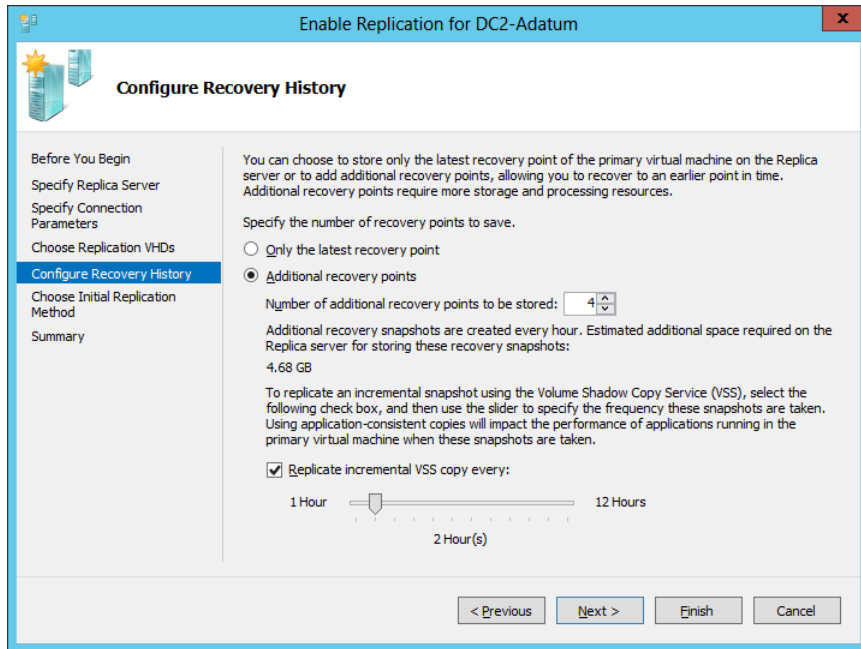 Enable Replication for DC2-Adatum
x
Configure Recovery History
Before You Begin
Specify Replica Server
Specify Connection
Parameters
Choose Replication VHDs
Configure Recovery History
Choose Initial Replication
Method
Summary
You can choose to store only the latest recovery point of the primary virtual machine on the Replica
server or to add additional recovery points, allowing you to recover to an earlier point in time.
Additional recovery points require more storage and processing resources.
Specify the number of recovery points to save.
Only the latest recovery point
Additional recovery points
Number of additional recovery points to be stored: 4
Additional recovery snapshots are created every hour. Estimated additional space required on the
Replica server for storing these recovery snapshots:
4.68 GB
To replicate an incremental snapshot using the Volume Shadow Copy Service (VSS), select the
following check box, and then use the slider to specify the frequency these snapshots are taken.
Using application-consistent copies will impact the performance of applications running in the
primary virtual machine when these snapshots are taken.
Replicate incremental VSS copy every:
1 Hour 12 Hours
2 Hour(s)
< Previous Next > Finish Cancel